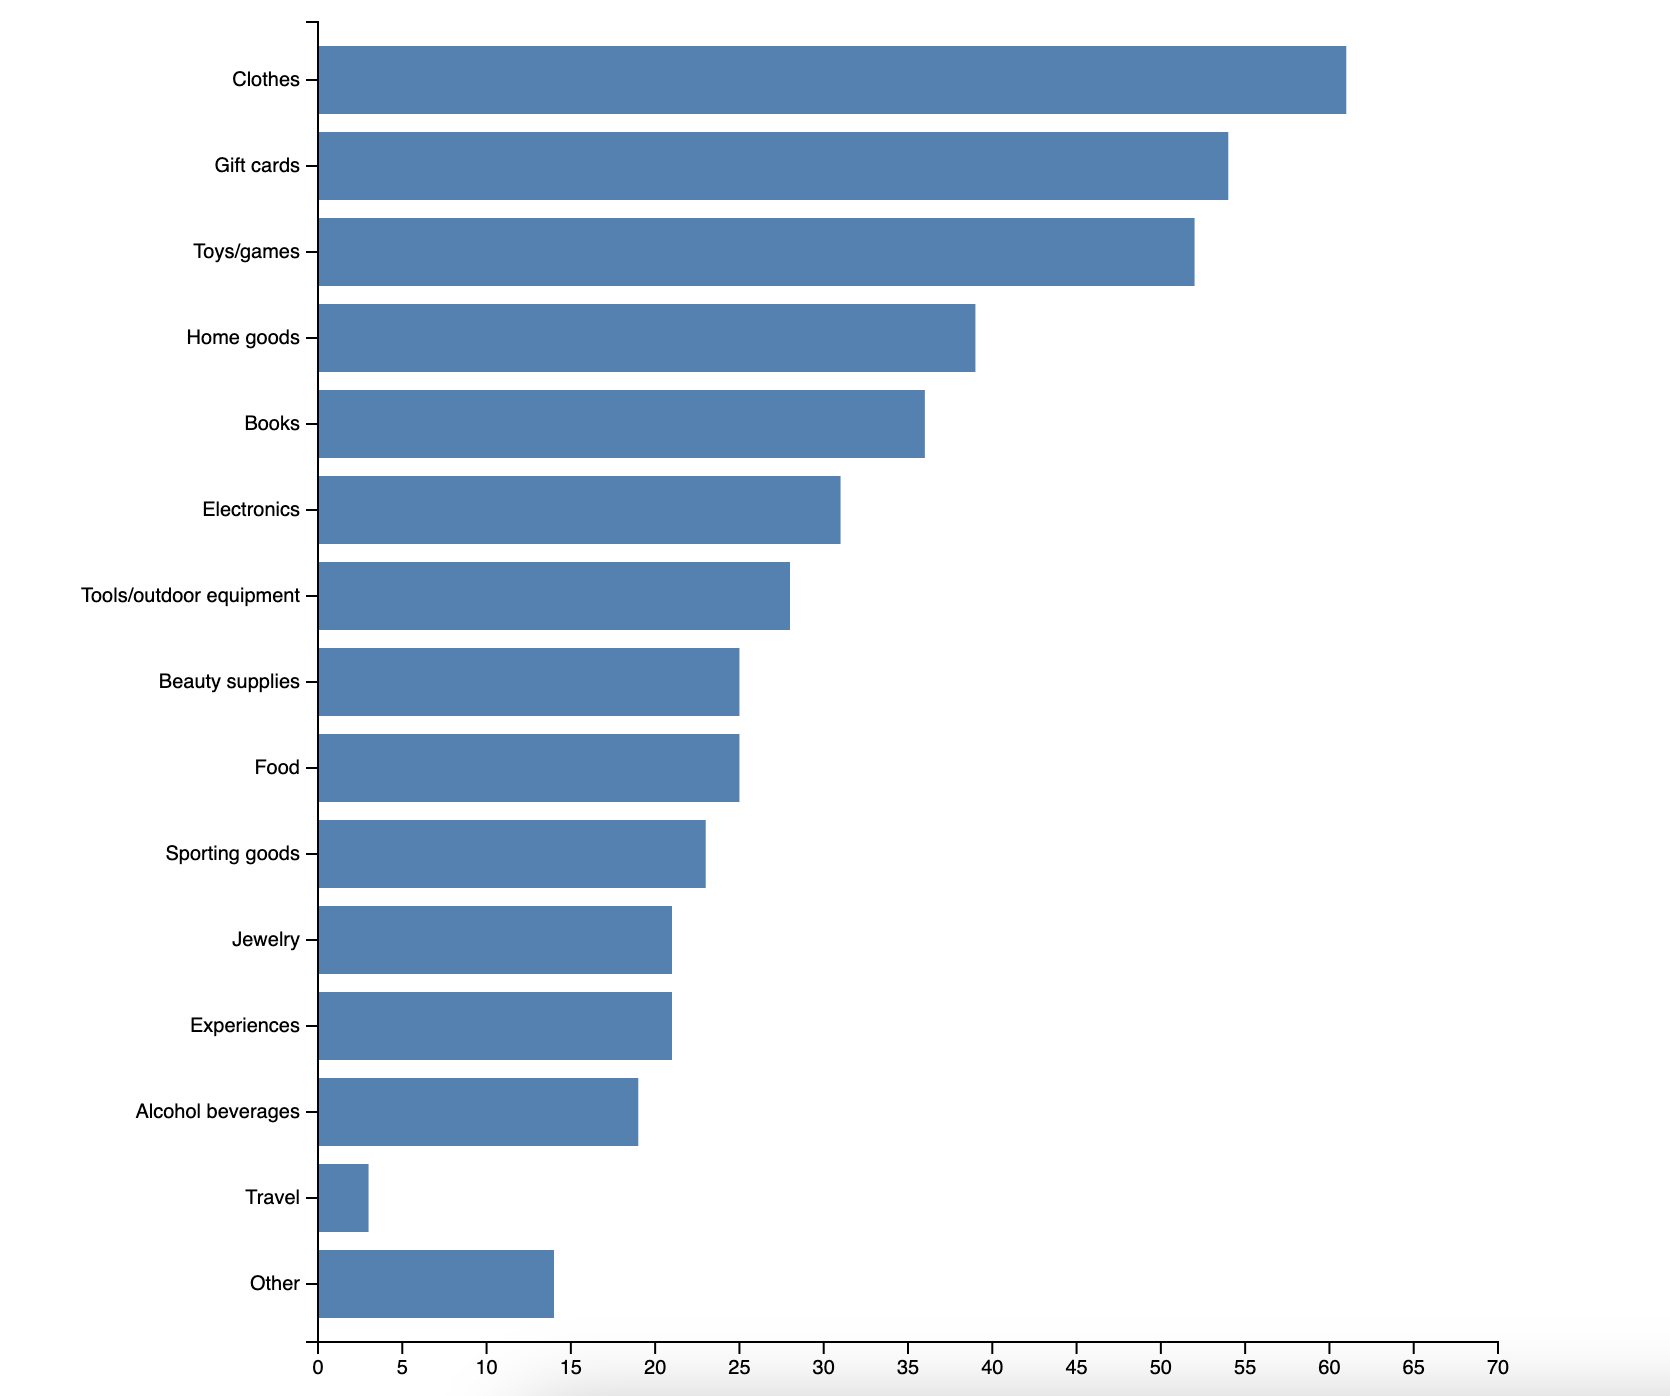 Clothes
Gift cards
Toys/games
Home goods
Books
Electronics
Tools/outdoor equipment
Beauty supplies
Food
Sporting goods
Jewelry
Experiences
Alcohol beverages
Travel
Other
0 5 10 15 20 25 30 35 40 45 50 55 60 65 70